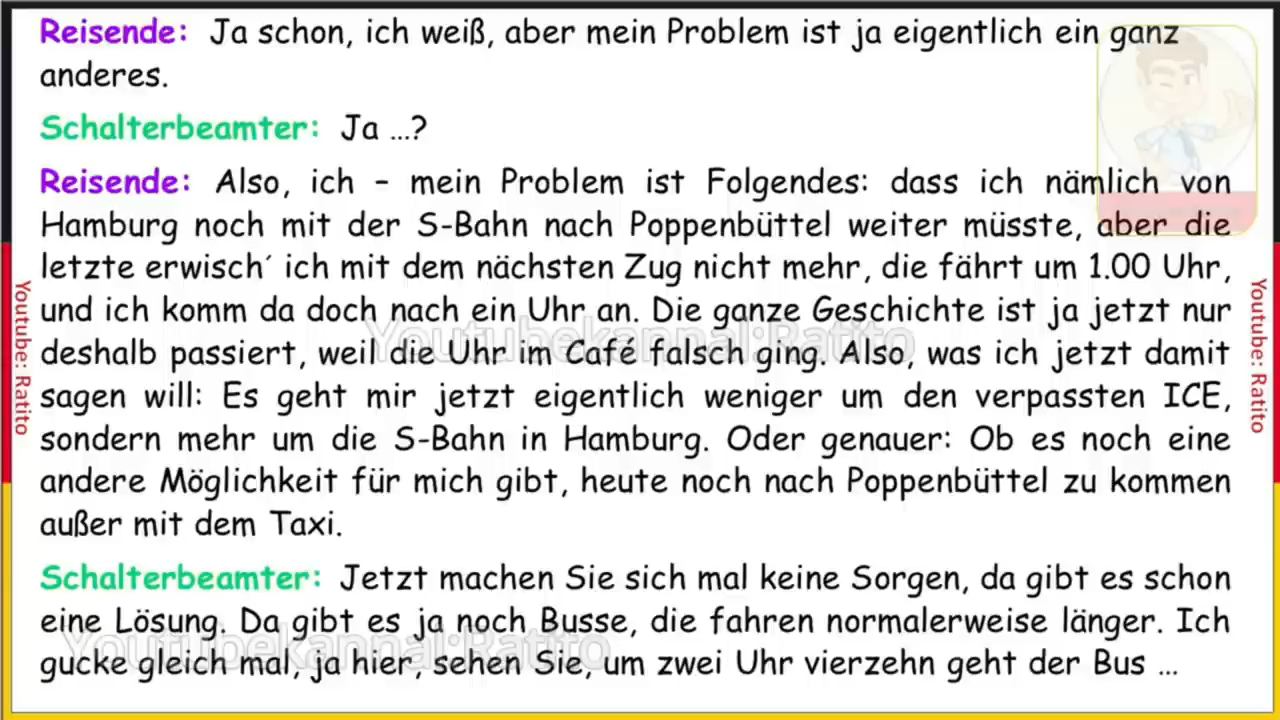 Reisende: Ja schon, ich weiß, aber mein Problem ist ja eigentlich ein ganz
anderes.
Schalterbeamter: Ja ...?
Reisende: Also, ich – mein Problem ist Folgendes: dass ich nämlich von
Hamburg noch mit der S-Bahn nach Poppenbüttel weiter müsste, aber die
letzte erwisch´ ich mit dem nächsten Zug nicht mehr, die fährt um 1.00 Uhr,
und ich komm da doch nach ein Uhr an. Die ganze Geschichte ist ja jetzt nur
deshalb passiert, weil die Uhr im Café falsch ging. Also, was ich jetzt damit
sagen will: Es geht mir jetzt eigentlich weniger um den verpassten ICE,
sondern mehr um die S-Bahn in Hamburg. Oder genauer: Ob es noch eine
andere Möglichkeit für mich gibt, heute noch nach Poppenbüttel zu kommen
außer mit dem Taxi.
Schalterbeamter: Jetzt machen Sie sich mal keine Sorgen, da gibt es schon
eine Lösung. Da gibt es ja noch Busse, die fahren normalerweise länger. Ich
gucke gleich mal, ja hier, sehen Sie, um zwei Uhr vierzehn geht der Bus ...
Youtube: Ratito
Youtube: Ratito
Youtubekannal:Ratito
Youtubekannal:Ratito